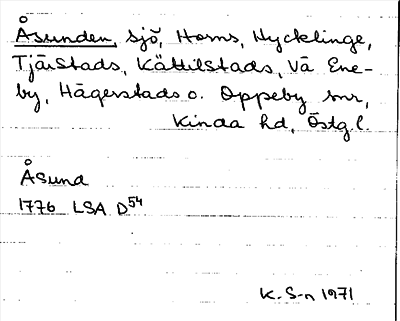 Åsunden, sjö, Horns, Hycklinge,
Tjärstads, Kättilstads, Vä Ene-
by, Hägerstads o. Oppeby snr,
Kinda hd, Östg.l.
Åsund
1776 LSA D54
K. S-n 1971